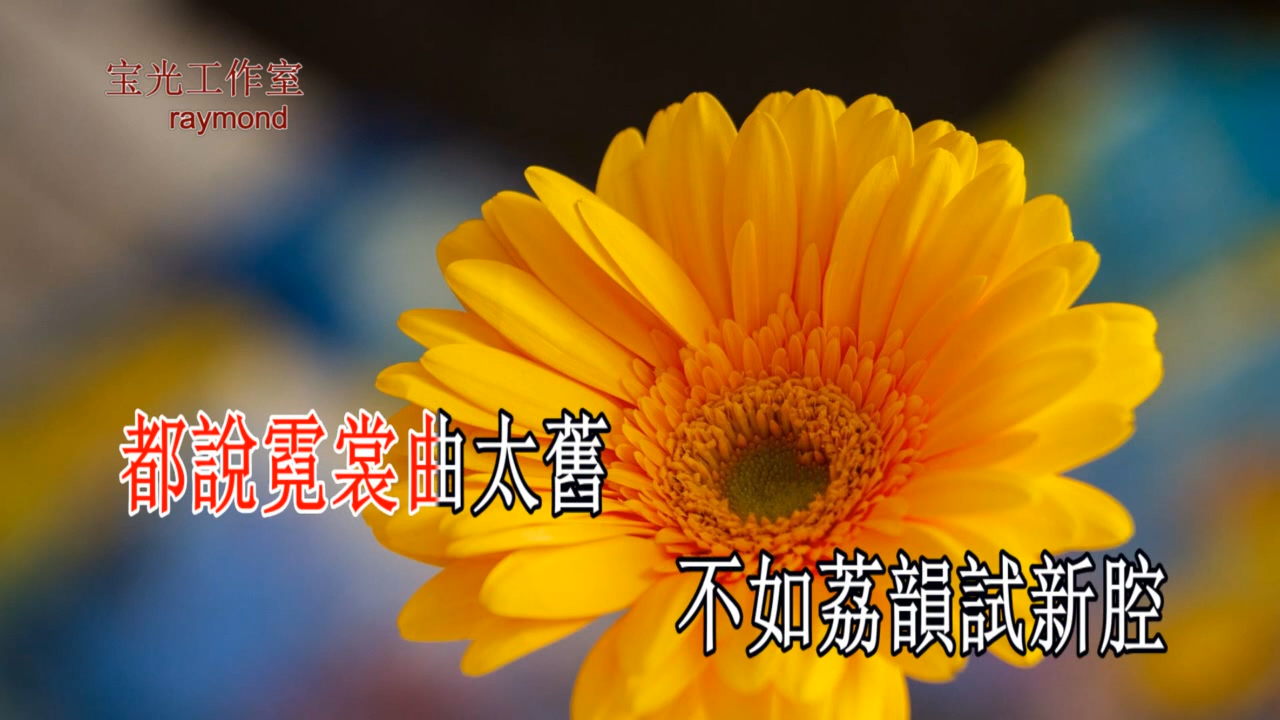 宝光工作室
raymond
都說霓裳曲太舊
不如荔韻試新腔